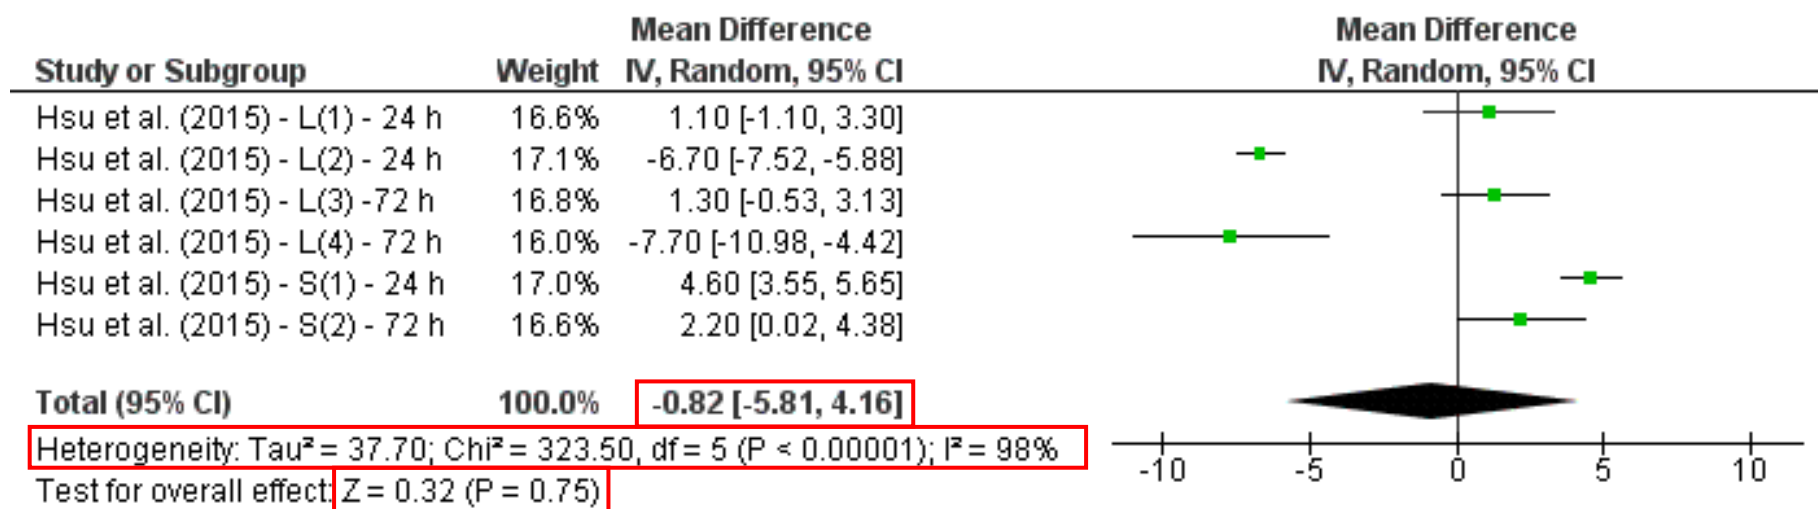 Mean Difference Mean Difference
Study or Subgroup Weight IV, Random, 95% CI IV, Random, 95% CI
Hsu et al. (2015) - L(1) - 24 h 16.6% 1.10 [-1.10, 3.30]
Hsu et al. (2015) - L(2) - 24 h 17.1% -6.70 [-7.52, -5.88]
Hsu et al. (2015) - L(3) -72 h 16.8% 1.30 [-0.53, 3.13]
Hsu et al. (2015) - L(4) - 72 h 16.0% -7.70 [-10.98, -4.42]
Hsu et al. (2015) - S(1) - 24 h 17.0% 4.60 [3.55, 5.65]
Hsu et al. (2015) - S(2) - 72 h 16.6% 2.20 [0.02, 4.38]
Total (95% CI) 100.0% -0.82 [-5.81, 4.16]
Heterogeneity: Tau² = 37.70; Chi² = 323.50, df = 5 (P < 0.00001); I² = 98%
-10 -5 0 5 10
Test for overall effect: Z = 0.32 (P = 0.75)